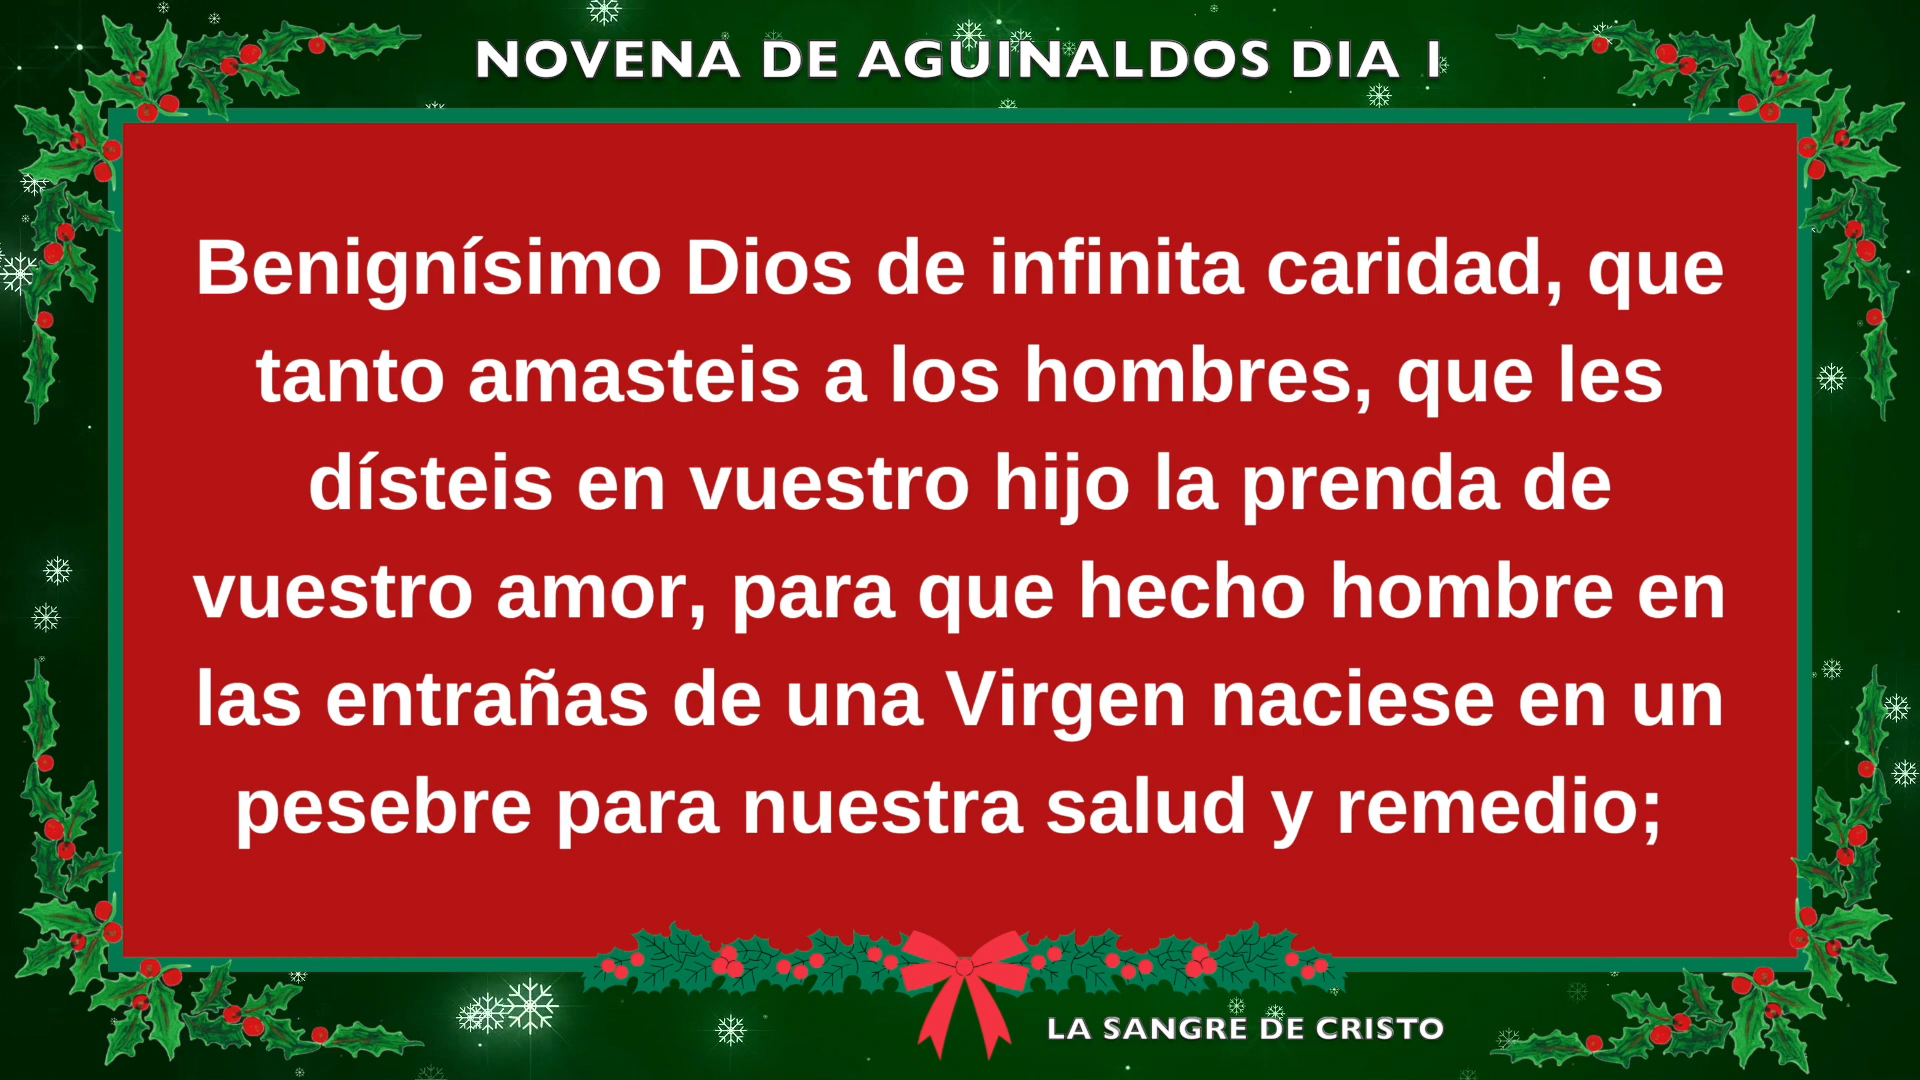 NOVENA DE AGUINALDOS DIA 1
Benignísimo Dios de infinita caridad, que
tanto amasteis a los hombres, que les
dísteis en vuestro hijo la prenda de
vuestro amor, para que hecho hombre en
las entrañas de una Virgen naciese en un
pesebre para nuestra salud y remedio;
LA SANGRE DE CRISTO